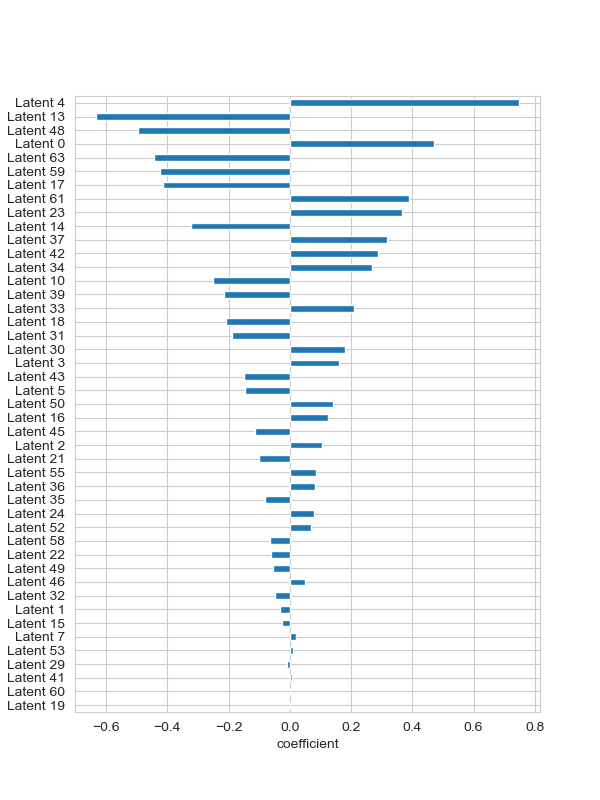 Latent 4
Latent 13
Latent 48
Latent 0
Latent 63
Latent 59
Latent 17
Latent 61
Latent 23
Latent 14
Latent 37
Latent 42
Latent 34
Latent 10
Latent 39
Latent 33
Latent 18
Latent 31
Latent 30
Latent 3
Latent 43
Latent 5
Latent 50
Latent 16
Latent 45
Latent 2
Latent 21
Latent 55
Latent 36
Latent 35
Latent 24
Latent 52
Latent 58
Latent 22
Latent 49
Latent 46
Latent 32
Latent 1
Latent 15
Latent 7
Latent 53
Latent 29
Latent 41
Latent 60
Latent 19
−0.6 −0.4 −0.2 0.0 0.2 0.4 0.6 0.8
coefficient